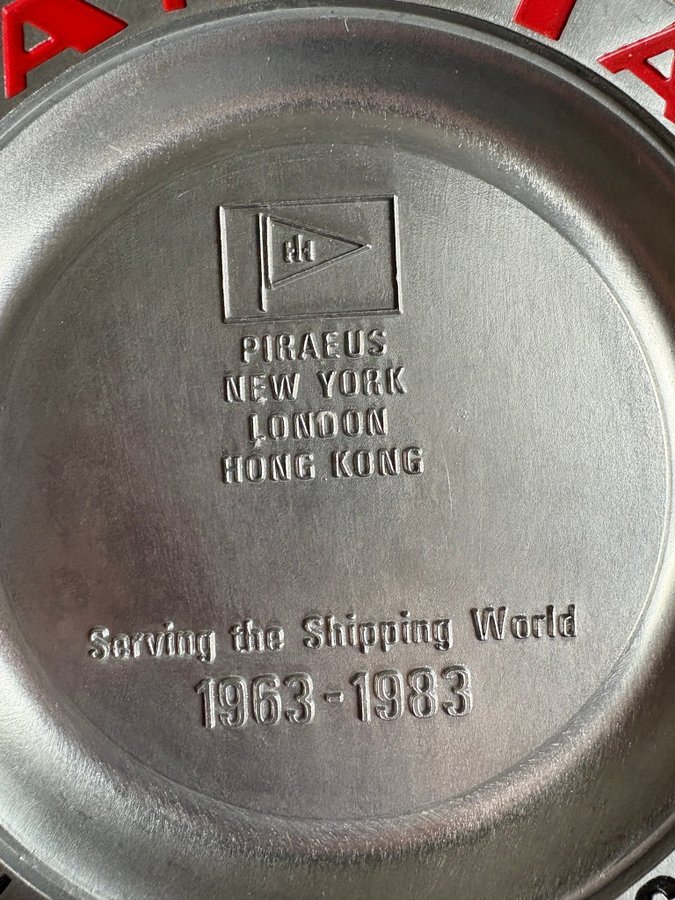 PIRAEUS
NEW YORK
LONDON
HONG KONG
Serving the Shipping World
1963-1983